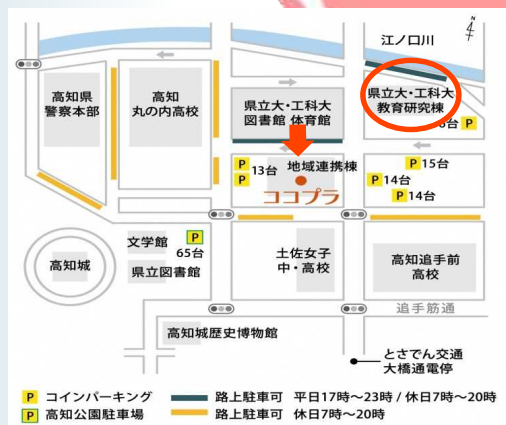 江ノ口川
4
高知県
警察本部
高知
丸の内高校
県立大・工科大
図書館 体育館
県立大・工科大
教育研究棟
台 P
P
P
13台
地域連携棟
ココプラ
P 15台
P 14台
P 14台
文学館
P
65台
県立図書館
高知城
土佐女子
中・高校
高知追手前
高校
追手筋通
高知城歴史博物館
とさでん交通
大橋通電停
P コインパーキング
路上駐車可 平日17時～23時 / 休日7時～20時
P 高知公園駐車場
路上駐車可 休日7時～20時